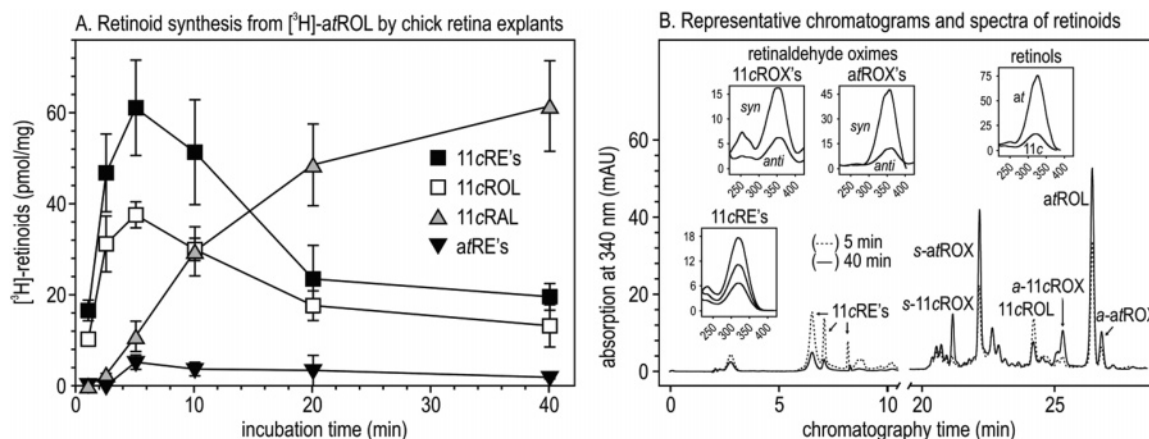 A. Retinoid synthesis from [³H]-atROL by chick retina explants
[³H]-retinoids (pmol/mg)
60
40
20
0
11cRE's
11cROL
11cRAL
atRE's
0 10 20 30 40
incubation time (min)
B. Representative chromatograms and spectra of retinoids
absorption at 340 nm (mAU)
60
40
20
0
retinaldehyde oximes
11cROX's
15
10
5
0
syn
anti
250 300 350 400
atROX's
45
30
15
0
syn
anti
250 300 350 400
retinols
75
50
25
0
at
11c
250 300 350 400
11cRE's
18
12
6
0
250 300 350 400
(·····) 5 min
(—) 40 min
11cRE's
s-11cROX
s-atROX
11cROL
a-11cROX
atROL
a-atROX
0 5 10 20 25
chromatography time (min)